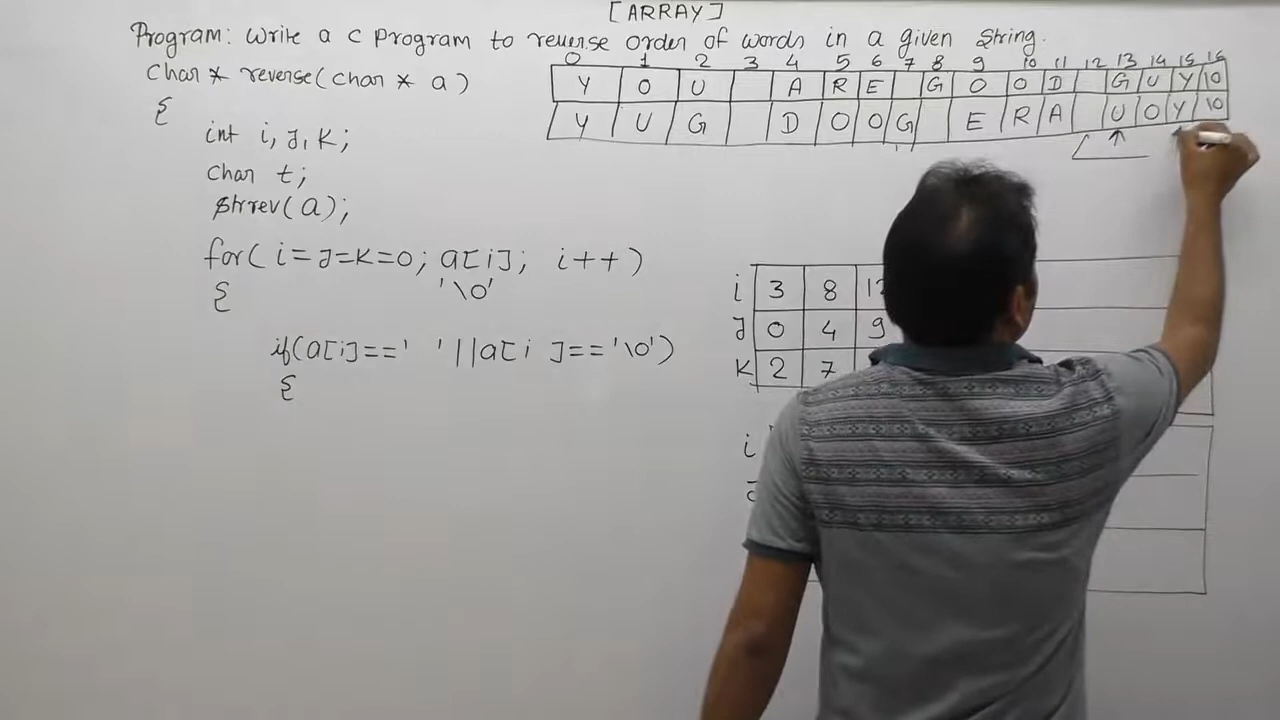 [ARRAY]
Program: Write a c program to reverse order of words in a given string.
0 1 2 3 4 5 6 7 8 9 10 11 12 13 14 15 16
Char * reverse(char * a)
Y O U A R E G O O D G U Y \0
{
Y U G D O O G E R A U O Y \0
int i, J, K;
char t;
strrev(a);
for( i=J=K=0; a[i]; i++)
{ '\0'
i 3 8
J 0 4 9
if(a[i]==' '||a[i ]=='\0')
K 2 7
{
i